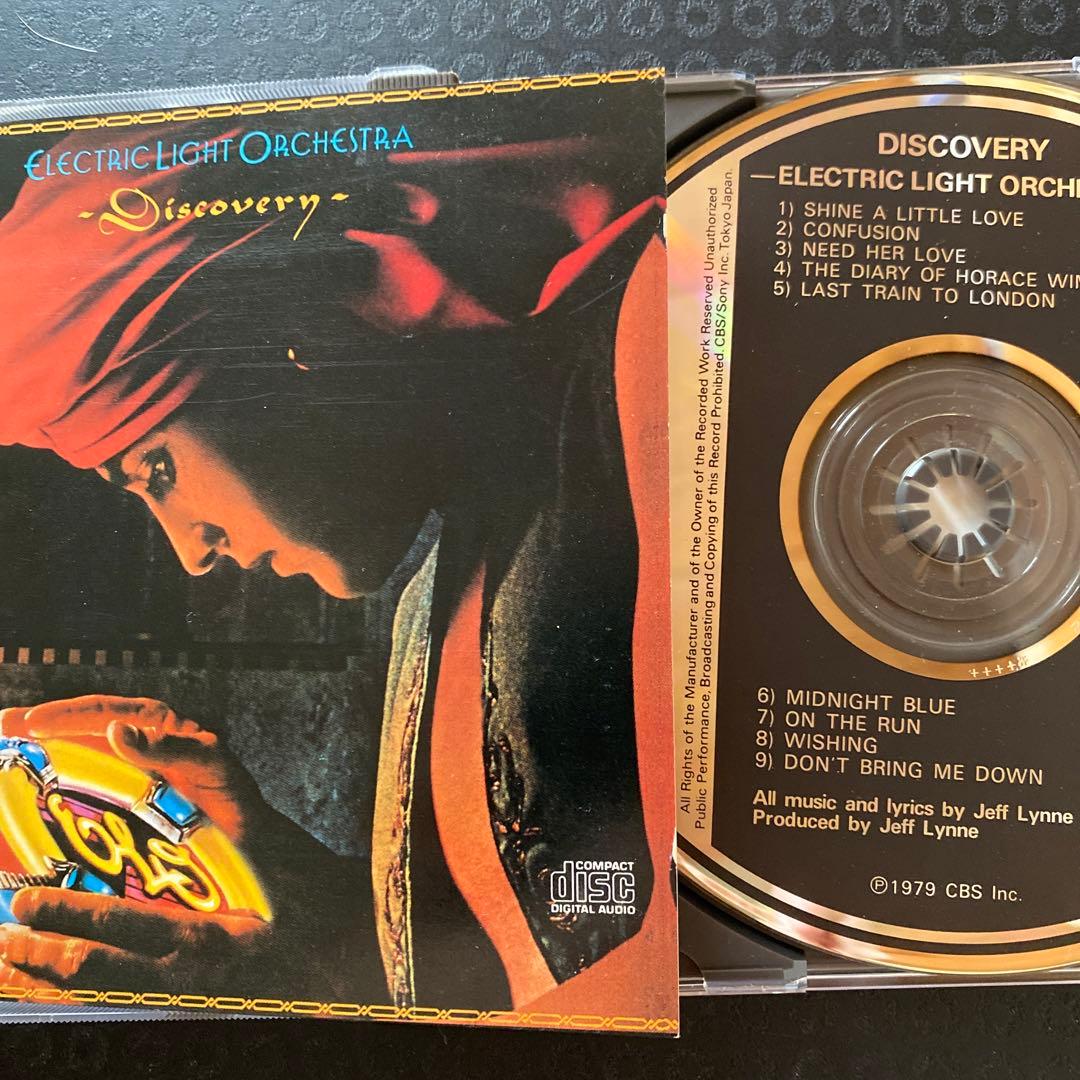 ELECTRIC LIGHT ORCHESTRA
-Discovery-
COMPACT
disc
DIGITAL AUDIO
DISCOVERY
—ELECTRIC LIGHT
1) SHINE A LITTLE LOVE
2) CONFUSION
3) NEED HER LOVE
4) THE DIARY OF HORACE
5) LAST TRAIN TO LONDON
All Rights of the Manufacturer and of the Owner of the Recorded Work Reserved Unauthorized
Public Performance, Broadcasting and Copying of this Record Prohibited. CBS/Sony Inc. Tokyo Japan.
6) MIDNIGHT BLUE
7) ON THE RUN
8) WISHING
9) DON'T BRING ME DOWN
All music and lyrics by Jeff Lynne
Produced by Jeff Lynne
℗1979 CBS Inc.